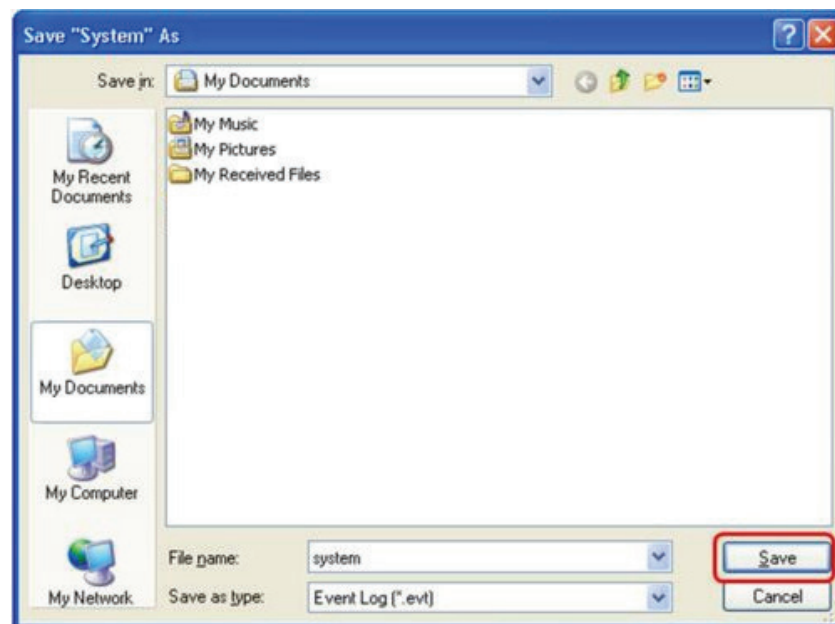 Save "System" As
Save in: My Documents
My Recent
Documents
Desktop
My Documents
My Computer
My Network
My Music
My Pictures
My Received Files
File name: system
Save
Save as type: Event Log (*.evt)
Cancel